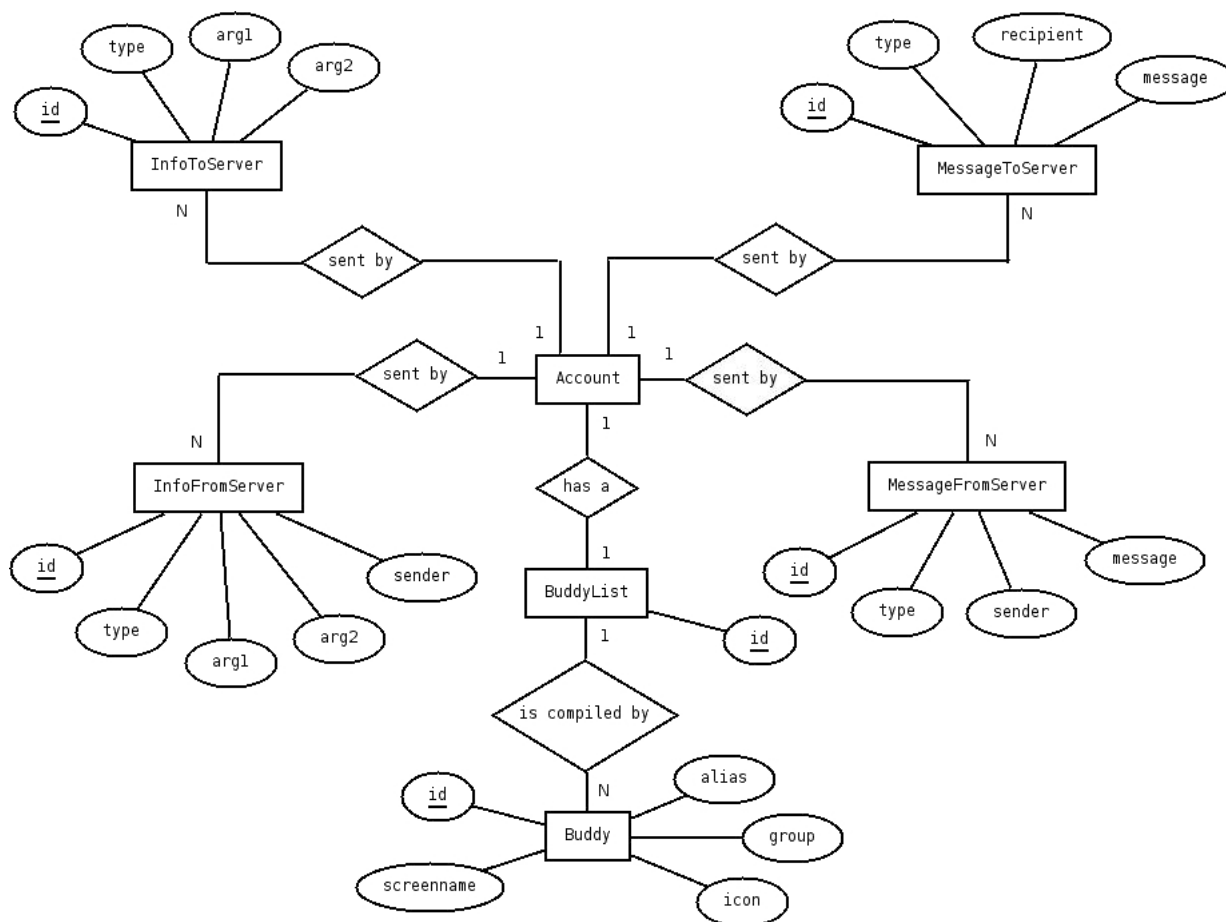 type
arg1
arg2
id
InfoToServer
N
type
recipient
message
id
MessageToServer
N
sent by
1
sent by
1
sent by
1
Account
1
sent by
1
N
InfoFromServer
id
type
arg1
arg2
sender
N
MessageFromServer
id
type
sender
message
has a
1
BuddyList
1
id
is compiled by
N
id
alias
Buddy
group
screenname
icon